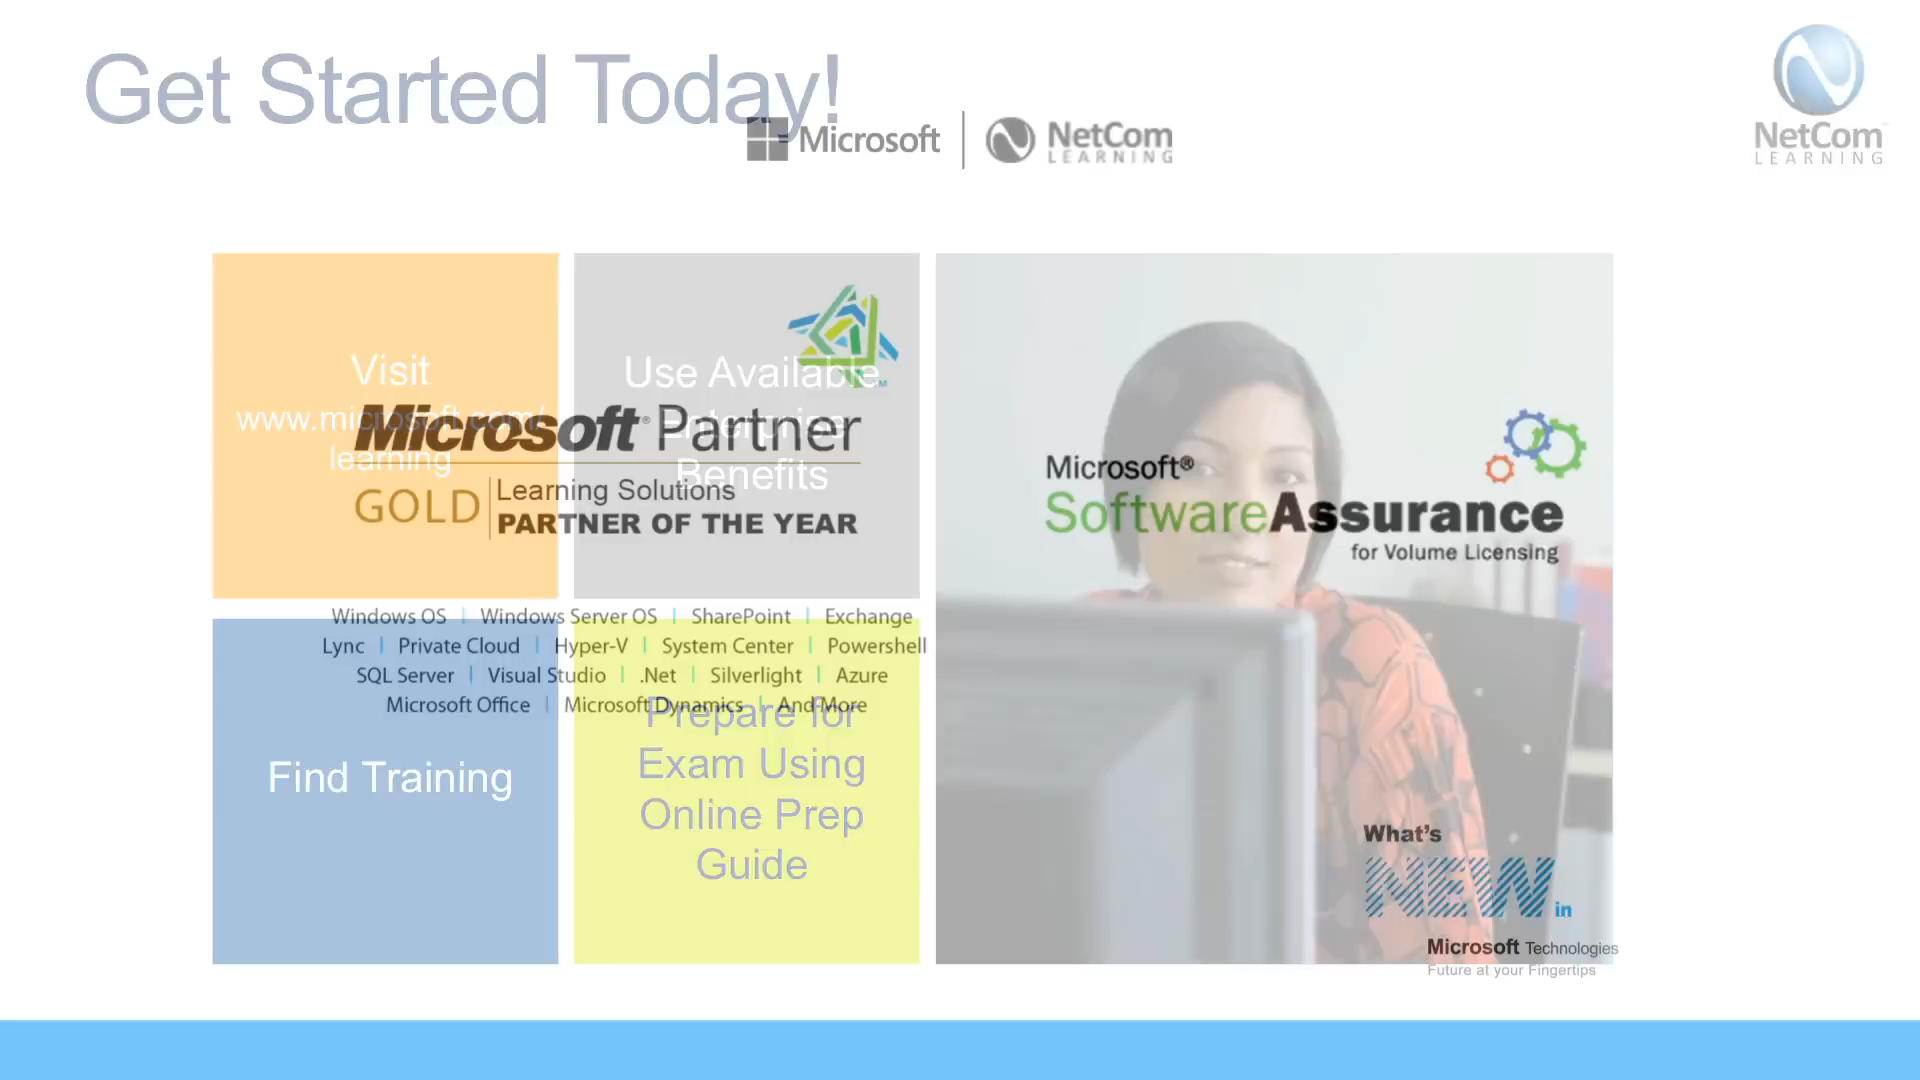 Get Started Today!
Microsoft
NetCom
LEARNING
NetCom
LEARNING
Visit
www.microsoft.com/
learning
Use Available
Enterprise
Benefits
Microsoft® Partner
GOLD
Learning Solutions
PARTNER OF THE YEAR
Microsoft®
SoftwareAssurance
for Volume Licensing
Windows OS | Windows Server OS | SharePoint | Exchange
Lync | Private Cloud | Hyper-V | System Center | Powershell
SQL Server | Visual Studio | .Net | Silverlight | Azure
Microsoft Office | Microsoft Dynamics | And More
Find Training
Prepare for
Exam Using
Online Prep
Guide
What's
NEW in
Microsoft Technologies
Future at your Fingertips